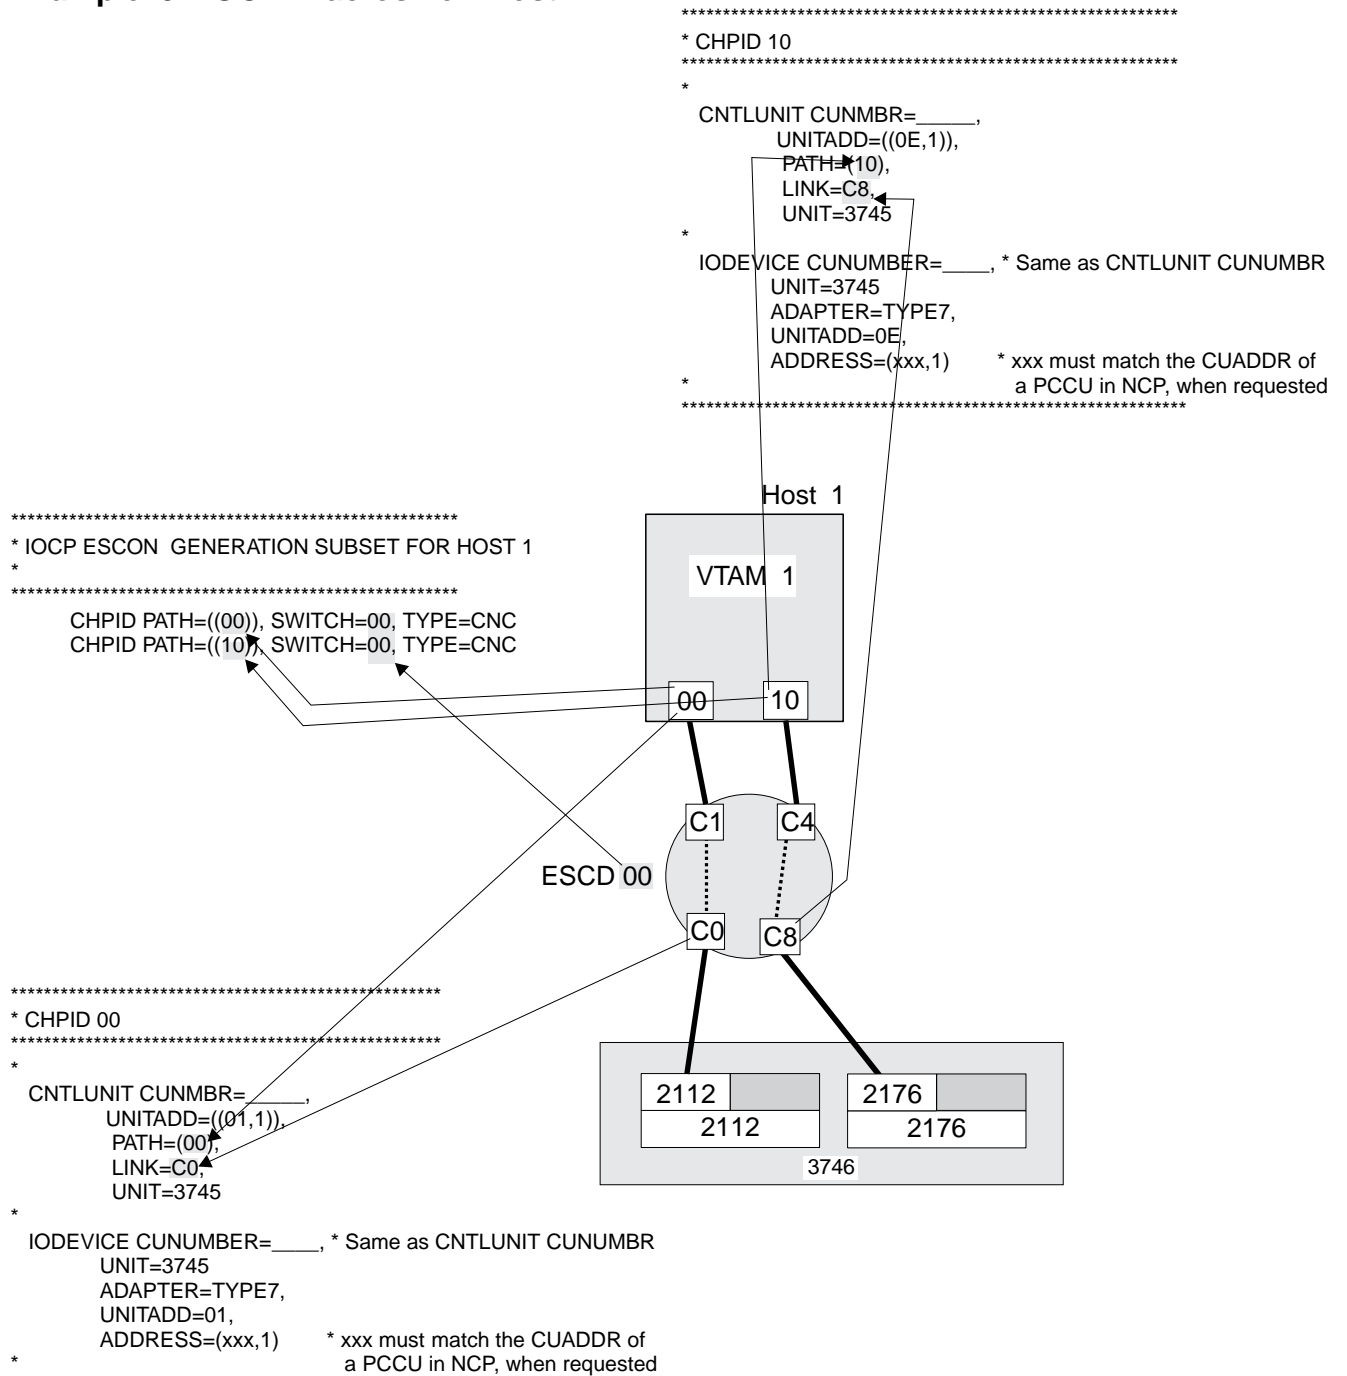 ************************************************************
* CHPID 10
************************************************************
*
CNTLUNIT CUNMBR=_____,
UNITADD=((0E,1)),
PATH=(10),
LINK=C8,
UNIT=3745
*
IODEVICE CUNUMBER=____, * Same as CNTLUNIT CUNUMBR
UNIT=3745
ADAPTER=TYPE7,
UNITADD=0E,
ADDRESS=(xxx,1) * xxx must match the CUADDR of
* a PCCU in NCP, when requested
*************************************************************
Host 1
VTAM 1
00 10
******************************************************
* IOCP ESCON GENERATION SUBSET FOR HOST 1
*
******************************************************
CHPID PATH=((00)), SWITCH=00, TYPE=CNC
CHPID PATH=((10)), SWITCH=00, TYPE=CNC
C1 C4
ESCD 00
C0 C8
****************************************************
* CHPID 00
****************************************************
*
CNTLUNIT CUNMBR=_____,
UNITADD=((01,1)),
PATH=(00),
LINK=C0,
UNIT=3745
*
IODEVICE CUNUMBER=____, * Same as CNTLUNIT CUNUMBR
UNIT=3745
ADAPTER=TYPE7,
UNITADD=01,
ADDRESS=(xxx,1) * xxx must match the CUADDR of
* a PCCU in NCP, when requested
2112 2176
2112 2176
3746